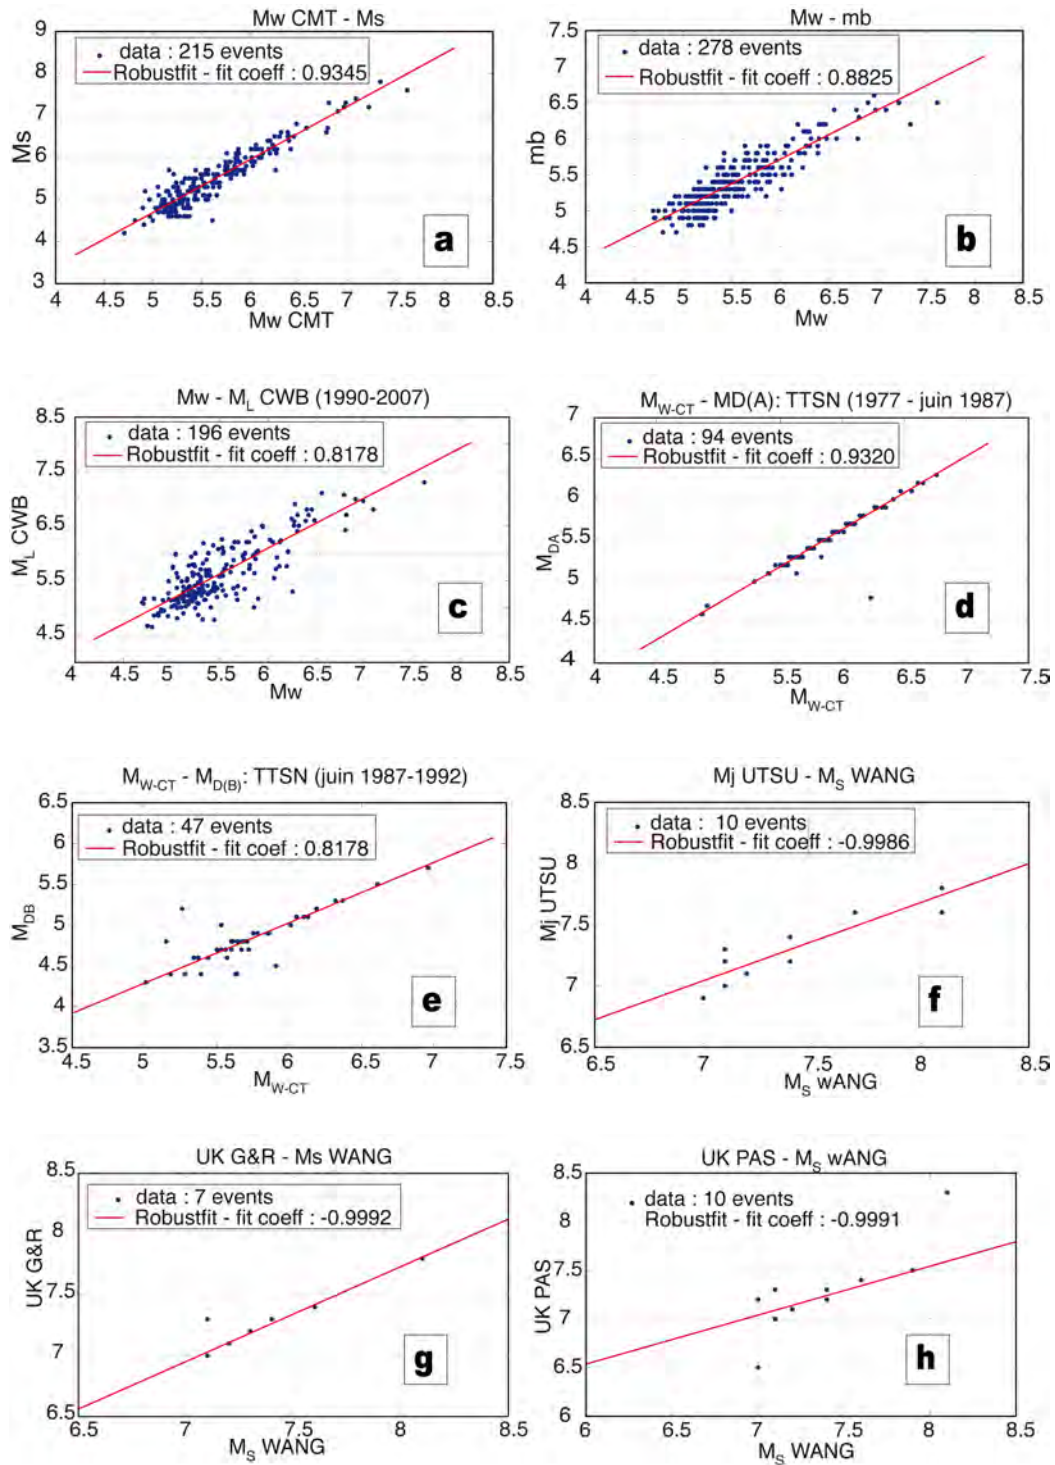 Mw CMT - Ms
data : 215 events
Robustfit - fit coeff : 0.9345
9
8
7
6
5
4
3
Ms
a
4 4.5 5 5.5 6 6.5 7 7.5 8 8.5
Mw CMT
Mw - mb
data : 278 events
Robustfit - fit coeff : 0.8825
7.5
7
6.5
6
5.5
5
4.5
4
mb
b
4 4.5 5 5.5 6 6.5 7 7.5 8 8.5
Mw
Mw - ML CWB (1990-2007)
data : 196 events
Robustfit - fit coeff : 0.8178
8.5
7.5
6.5
5.5
4.5
ML CWB
c
4 4.5 5 5.5 6 6.5 7 7.5 8 8.5
Mw
MW-CT - MD(A): TTSN (1977 - juin 1987)
data : 94 events
Robustfit - fit coeff : 0.9320
7
6.5
6
5.5
5
4.5
4
MDA
d
4 4.5 5 5.5 6 6.5 7 7.5
MW-CT
MW-CT - MD(B): TTSN (juin 1987-1992)
data : 47 events
Robustfit - fit coef : 0.8178
6.5
5.5
5
4.5
4
3.5
MDB
e
4.5 5 5.5 6 6.5 7 7.5
MW-CT
Mj UTSU - MS WANG
data : 10 events
Robustfit - fit coeff : -0.9986
8.5
8
7.5
7
6.5
Mj UTSU
f
6.5 7 7.5 8 8.5
MS wANG
UK G&R - Ms WANG
data : 7 events
Robustfit - fit coeff : -0.9992
8.5
8
7.5
7
6.5
UK G&R
g
6.5 7 7.5 8 8.5
MS WANG
UK PAS - MS wANG
data : 10 events
Robustfit - fit coeff : -0.9991
8.5
8
7.5
7
6.5
6
UK PAS
h
6 6.5 7 7.5 8 8.5
MS WANG